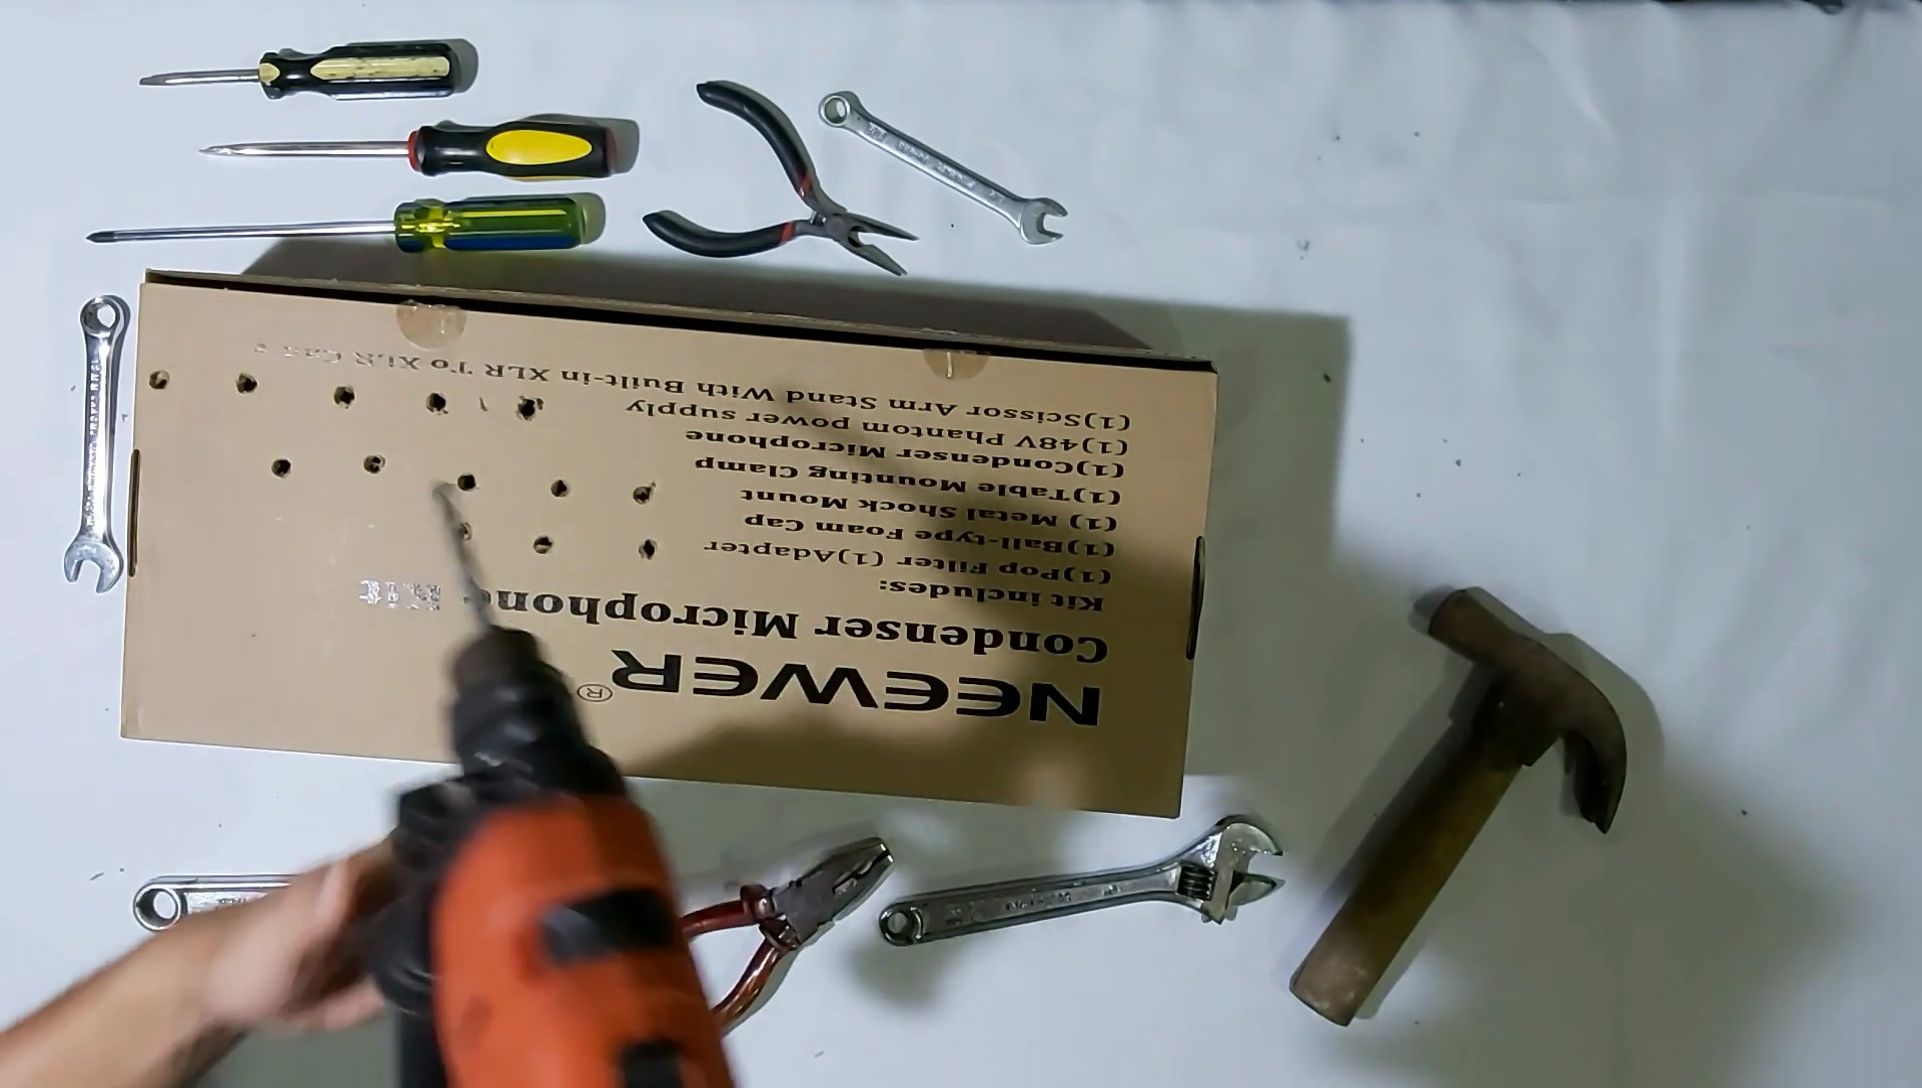 NEEWER®
Condenser Microphone KIT
Kit includes:
(1)Pop Filter (1)Adapter
(1)Ball-type Foam Cap
(1) Metal Shock Mount
(1)Table Mounting Clamp
(1)Condenser Microphone
(1)48V Phantom power supply
(1)Scissor Arm Stand With Built-in XLR To XLR